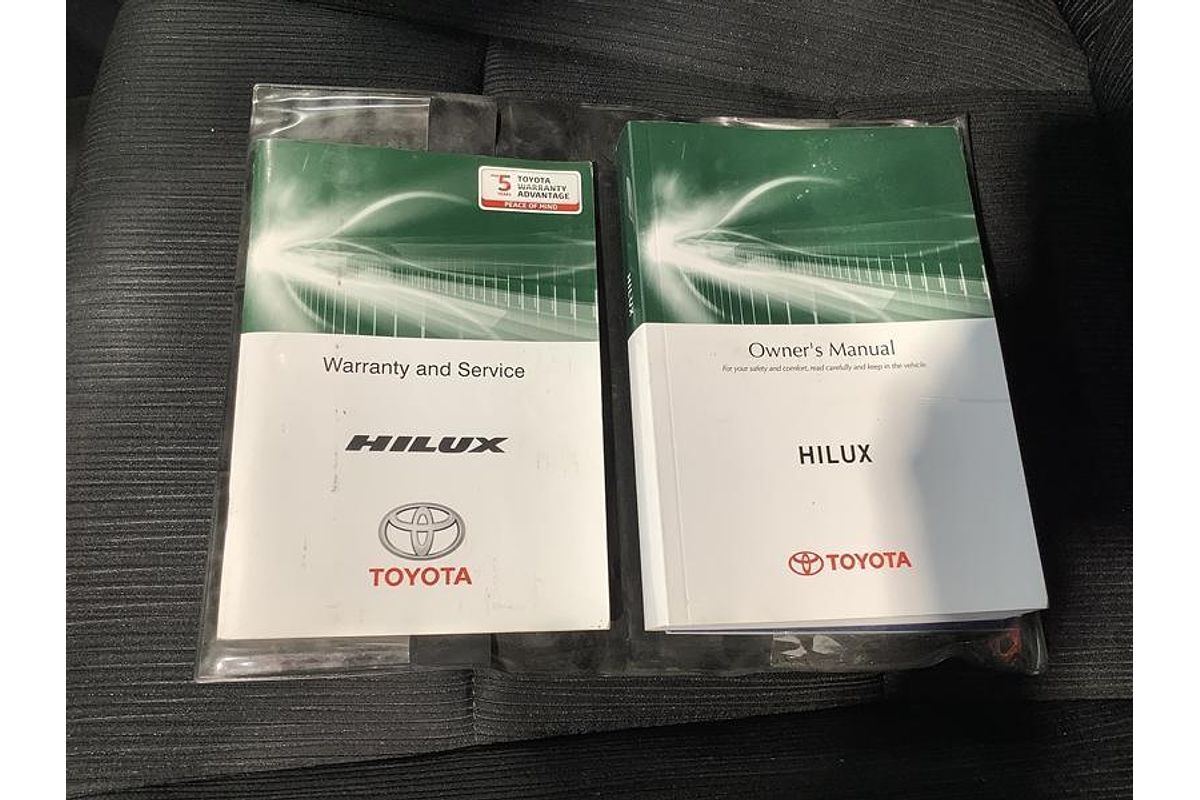 5
YEARS
TOYOTA
WARRANTY
ADVANTAGE
PEACE OF MIND
Warranty and Service
HILUX
TOYOTA
HILUX
Owner's Manual
For your safety and comfort, read carefully and keep in the vehicle.
HILUX
TOYOTA